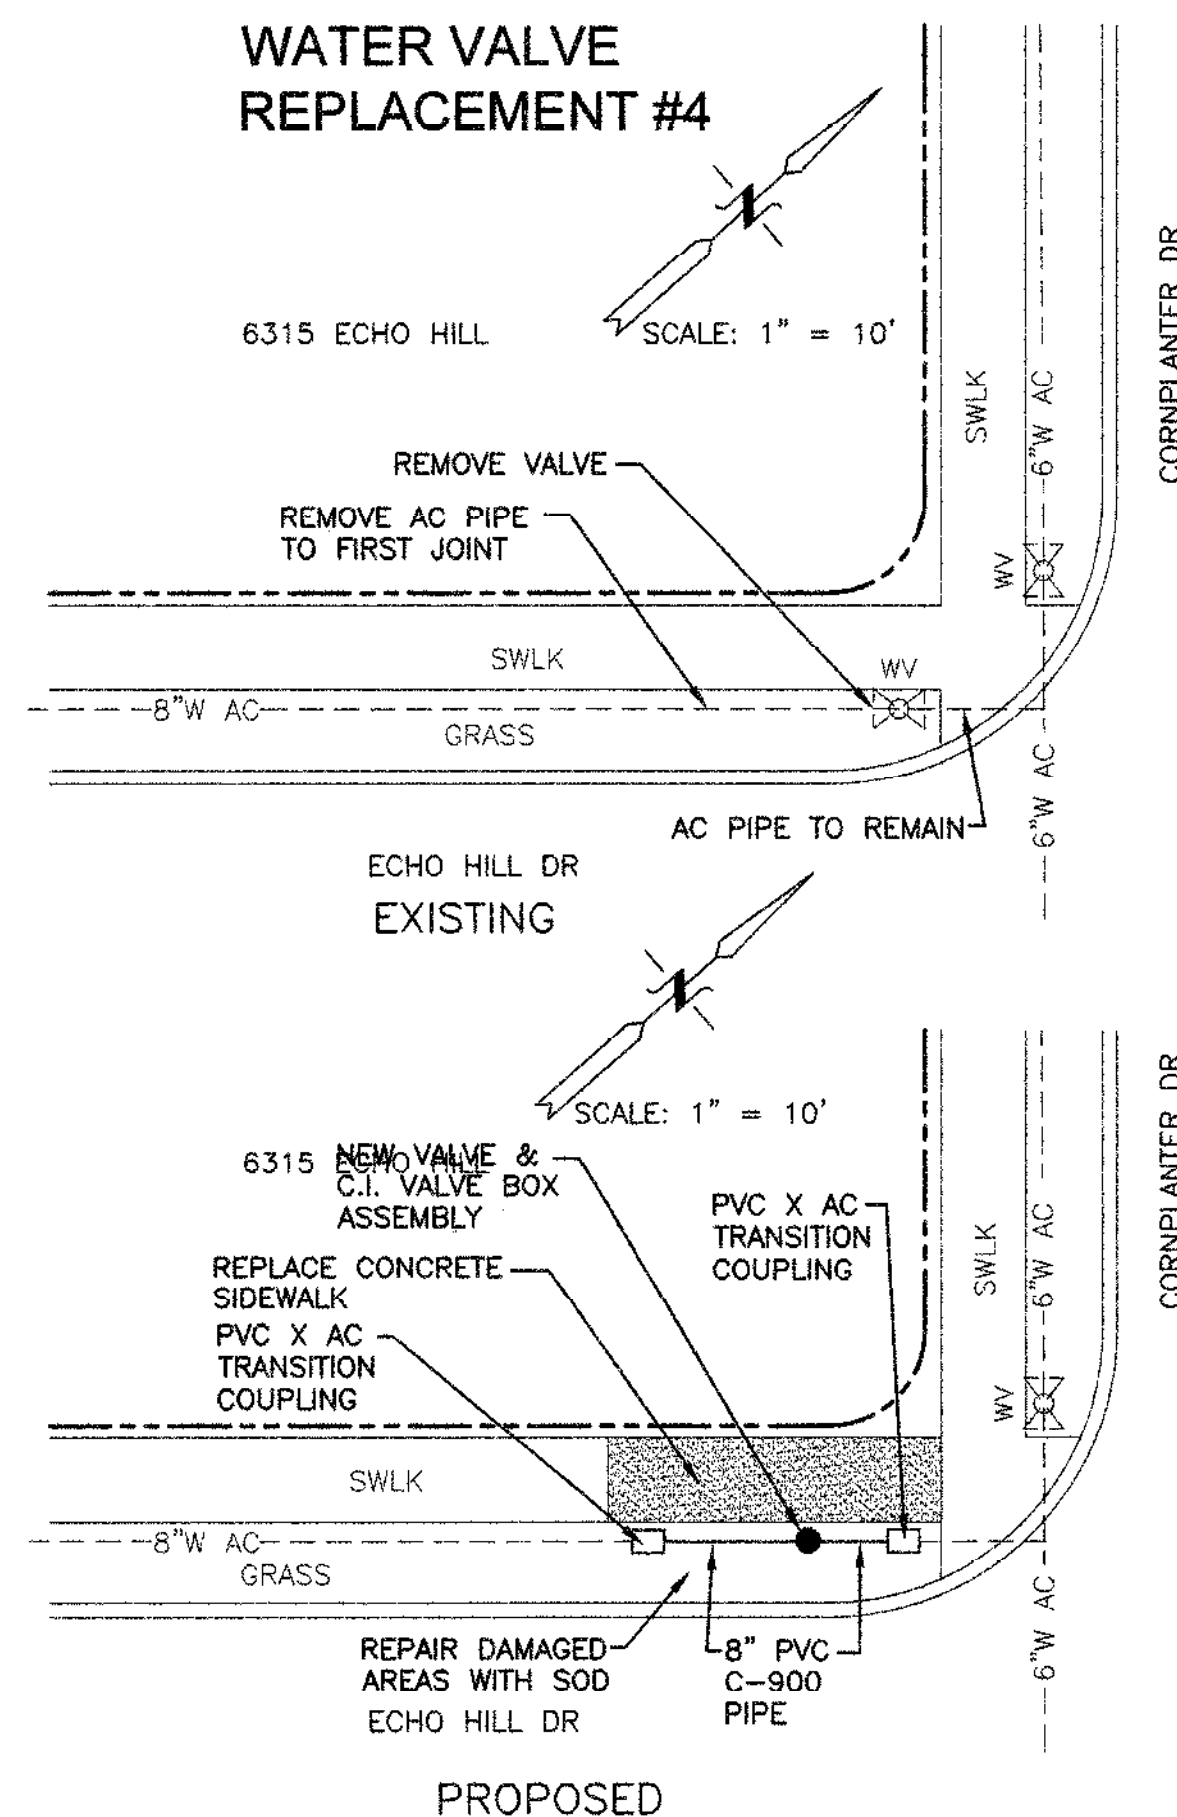 WATER VALVE
REPLACEMENT #4
N
6315 ECHO HILL
SCALE: 1" = 10'
CORNPLANTER DR
SWLK
6"W AC
REMOVE VALVE
REMOVE AC PIPE
TO FIRST JOINT
WV
SWLK
WV
8"W AC
GRASS
6"W AC
AC PIPE TO REMAIN
ECHO HILL DR
EXISTING
N
SCALE: 1" = 10'
CORNPLANTER DR
6315 ECHO HILL
NEW VALVE &
C.I. VALVE BOX
ASSEMBLY
PVC X AC
TRANSITION
COUPLING
SWLK
6"W AC
REPLACE CONCRETE
SIDEWALK
PVC X AC
TRANSITION
COUPLING
WV
SWLK
8"W AC
GRASS
6"W AC
REPAIR DAMAGED
AREAS WITH SOD
8" PVC
C-900
PIPE
ECHO HILL DR
PROPOSED